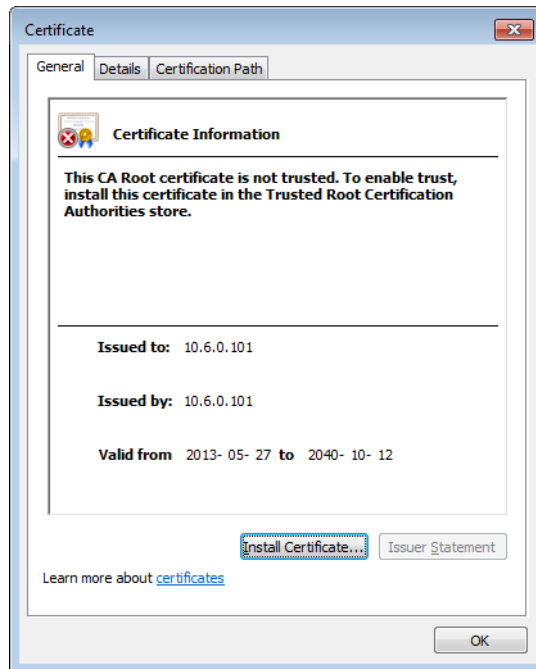 Certificate
General Details Certification Path
Certificate Information
This CA Root certificate is not trusted. To enable trust,
install this certificate in the Trusted Root Certification
Authorities store.
Issued to: 10.6.0.101
Issued by: 10.6.0.101
Valid from 2013- 05- 27 to 2040- 10- 12
Install Certificate... Issuer Statement
Learn more about certificates
OK